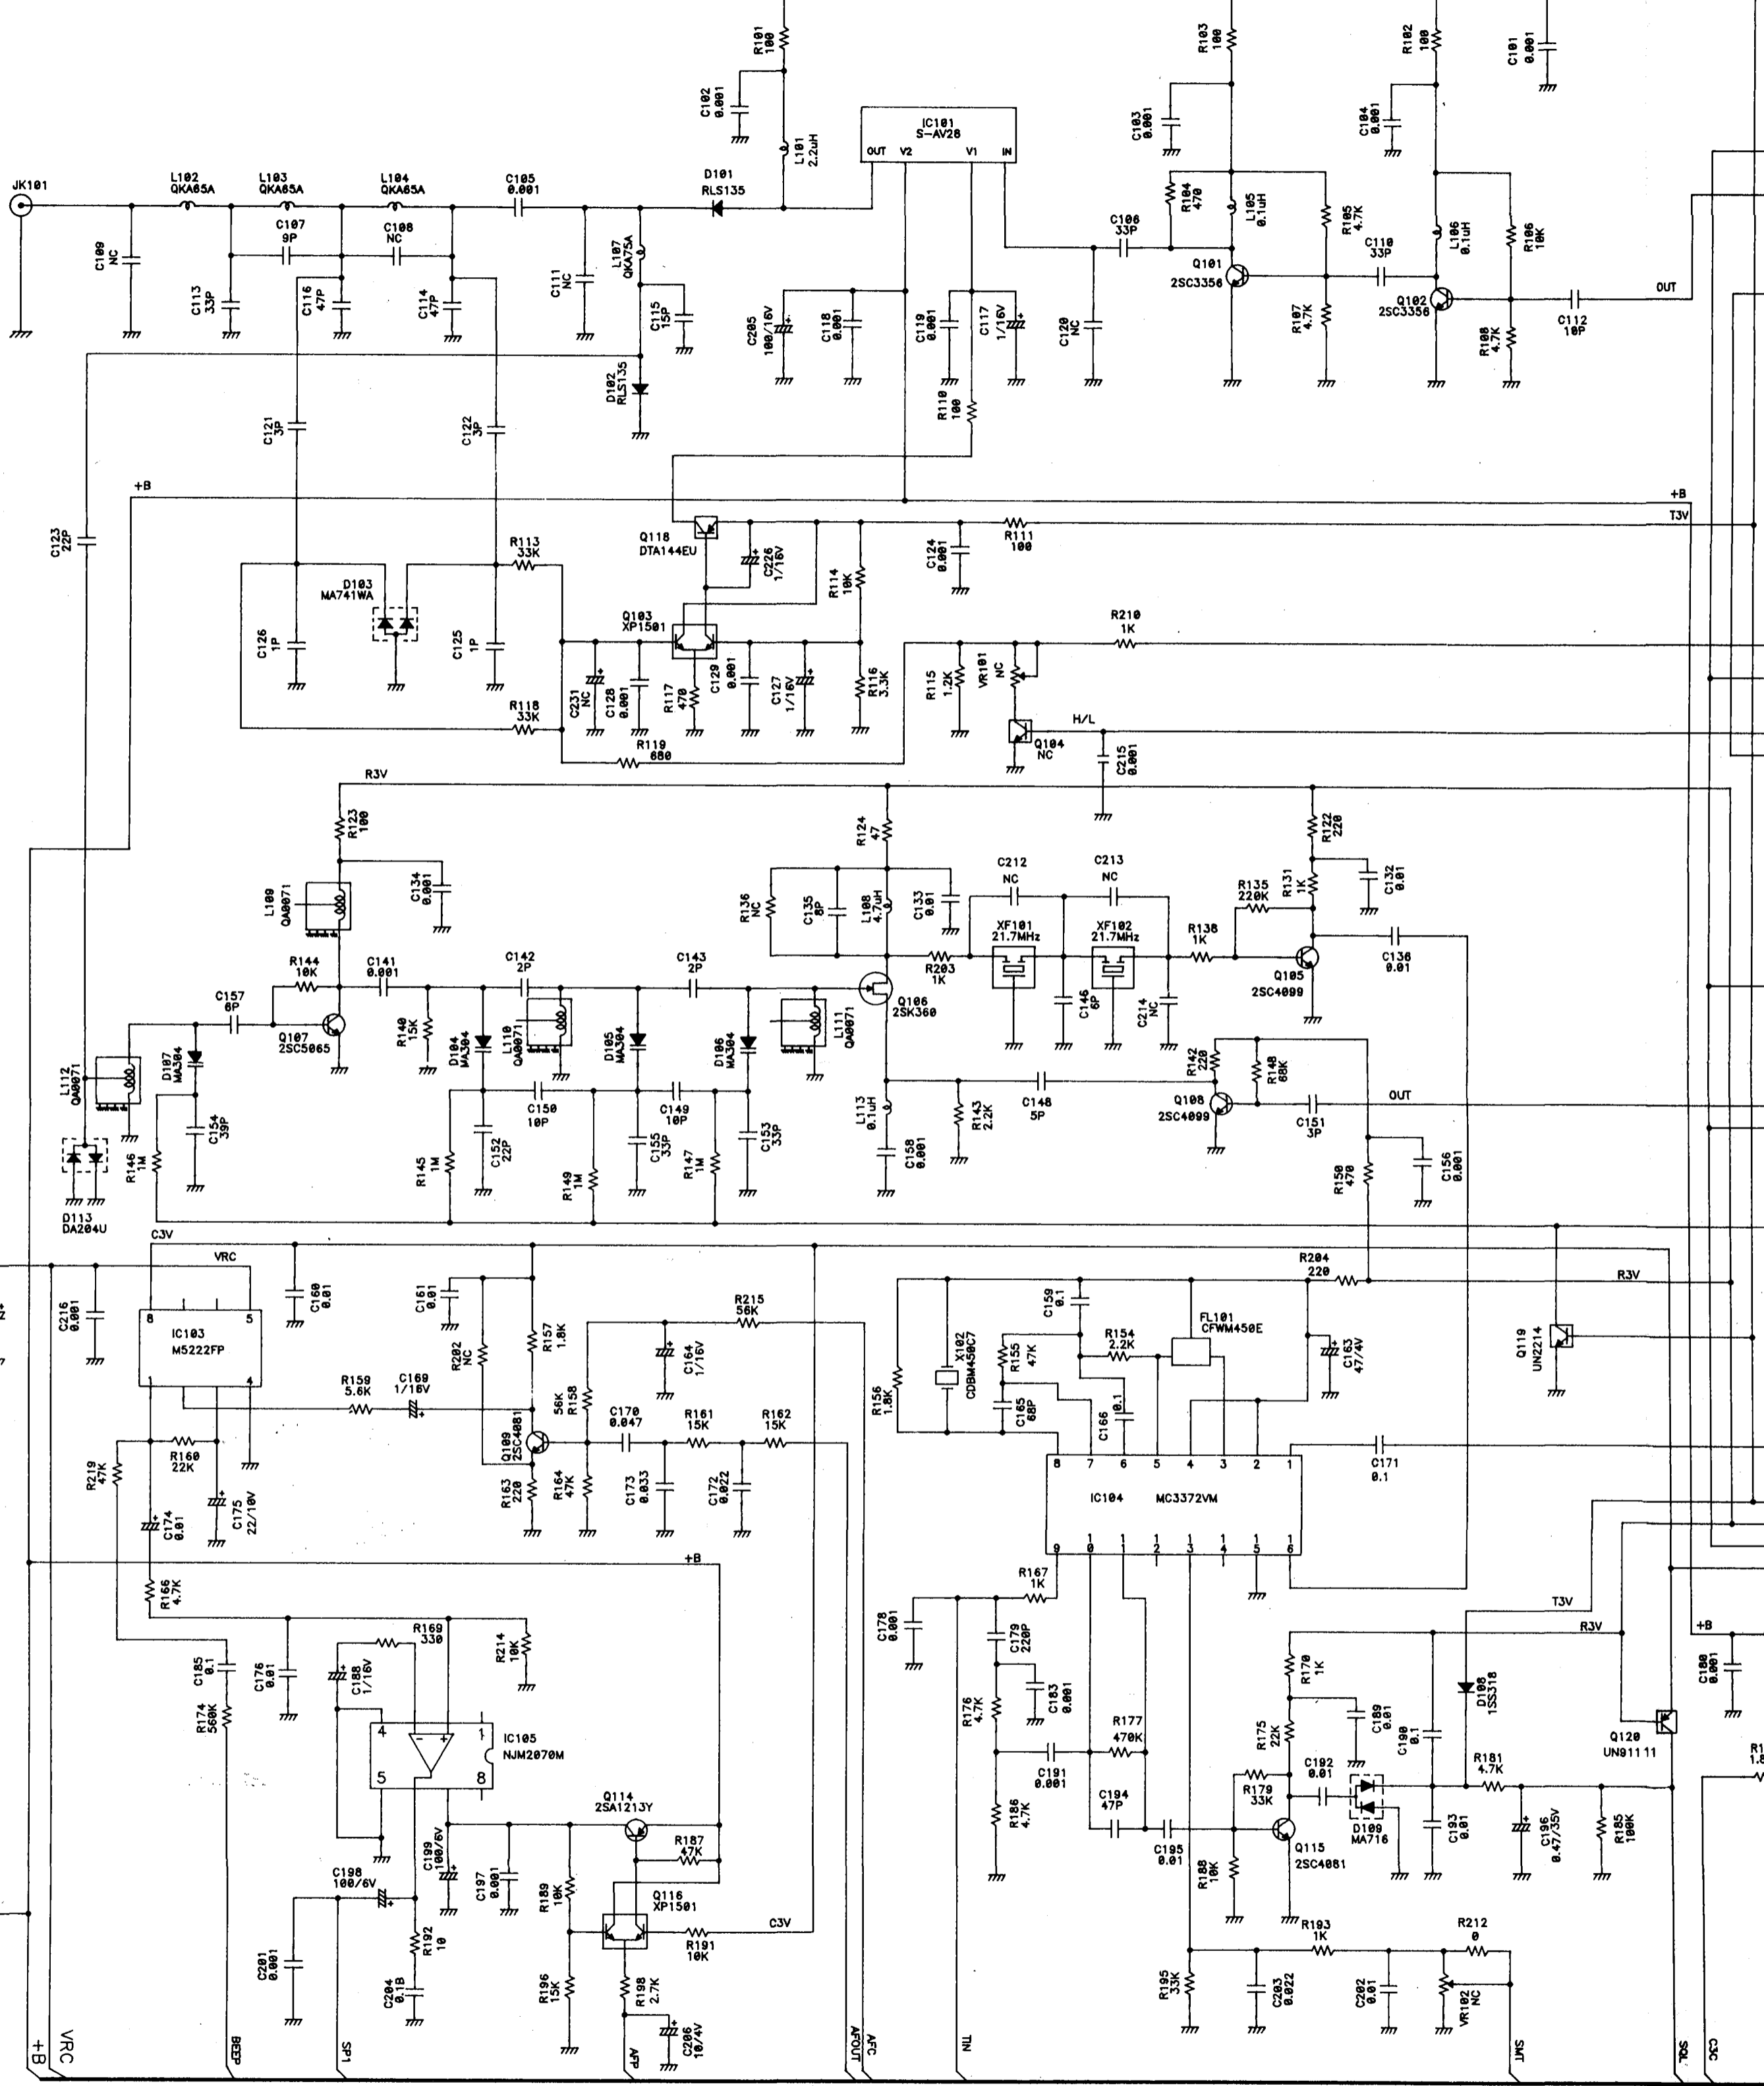 R101
100
R103
100
R102
100
C101
0.001
C102
0.001
L101
2.2uH
IC101
S-AV28
OUT V2 V1 IN
C103
0.001
C104
0.001
JK101
L102
QKA65A
L103
QKA65A
L104
QKA65A
C105
0.001
D101
RLS135
R104
470
L105
0.1uH
R105
4.7K
L106
0.1uH
R106
10K
C109
NC
C107
9P
C108
NC
C111
NC
L107
QKA75A
C106
33P
C110
33P
Q101
2SC3356
Q102
2SC3356
OUT
C112
10P
C113
33P
C116
47P
C114
47P
C115
15P
C205
100/16V
C118
0.001
C119
0.001
C117
1/16V
C120
NC
R107
4.7K
R108
4.7K
D102
RLS135
R110
100
C121
3P
C122
3P
+B
+B
T3V
C123
22P
Q118
DTA144EU
C226
1/16V
R114
10K
C124
0.001
R111
100
R113
33K
D103
MA741WA
Q103
XP1501
C126
1P
C125
1P
R210
1K
C231
NC
C128
0.001
R117
470
C129
0.001
C127
1/16V
R116
3.3K
R115
1.2K
VR101
NC
R118
33K
R119
680
H/L
Q104
NC
C215
0.001
R3V
R123
100
R124
47
R122
220
L109
QA0071
C134
0.001
R136
NC
C135
8P
L108
4.7uH
C133
0.01
C212
NC
C213
NC
R135
220K
R131
1K
C132
0.01
XF101
21.7MHz
XF102
21.7MHz
R138
1K
C136
0.01
R144
10K
C141
0.001
C142
2P
C143
2P
R203
1K
Q105
2SC4099
C157
6P
Q107
2SC5065
R140
15K
D104
MA304
L110
QA0071
D105
MA304
D106
MA304
L111
QA0071
Q106
2SK360
C146
6P
C214
NC
L112
QA0071
D107
MA304
C154
39P
R142
220
R148
68K
C150
10P
C149
10P
L113
0.1uH
R143
2.2K
C148
5P
Q108
2SC4099
OUT
C151
3P
R146
1M
R145
1M
C152
22P
R149
1M
C155
33P
R147
1M
C153
33P
C158
0.001
R150
470
C156
0.001
D113
DA204U
C3V
VRC
R204
220
R3V
C216
0.001
8 5
IC103
M5222FP
1 4
C160
0.01
C161
0.01
R202
NC
R157
1.8K
R215
56K
C164
1/16V
C159
0.1
FL101
CFWM450E
X102
CDBM450C7
R155
47K
R154
2.2K
R156
1.8K
C165
68P
C166
0.1
C163
47/4V
Q119
UN2214
R159
5.6K
C169
1/16V
R158
56K
Q109
2SC4081
C170
0.047
R161
15K
R162
15K
R219
47K
R160
22K
R163
220
R164
47K
C173
0.033
C172
0.022
C174
0.01
C175
22/10V
8 7 6 5 4 3 2 1
IC104 MC3372VM
9 10 11 12 13 14 15 16
C171
0.1
+B
R166
4.7K
R167
1K
T3V
R3V
+B
C185
0.1
C176
0.01
R169
330
C188
1/16V
R214
10K
C178
0.001
C179
220P
R170
1K
D108
1SS318
C180
0.001
R174
560K
4 1
IC105
NJM2070M
5 8
- +
R176
4.7K
C183
0.001
R175
22K
C189
0.01
C190
0.1
Q120
UN91111
R177
470K
C191
0.001
R179
33K
C192
0.01
R181
4.7K
Q114
2SA1213Y
R187
47K
R186
4.7K
C194
47P
C195
0.01
D109
MA716
C193
0.01
C196
0.47/35V
R185
100K
C198
100/6V
C199
100/6V
C197
0.001
R189
10K
Q116
XP1501
C3V
R191
10K
R188
10K
Q115
2SC4081
R193
1K
R212
0
C201
0.001
R192
10
C204
0.1B
R196
15K
R198
2.7K
C206
10/4V
R195
33K
C203
0.022
C202
0.01
VR102
NC
+B
VRC
BEEP
SP1
AFP
AFOUT
AFC
TIN
SMT
SQL
C3C